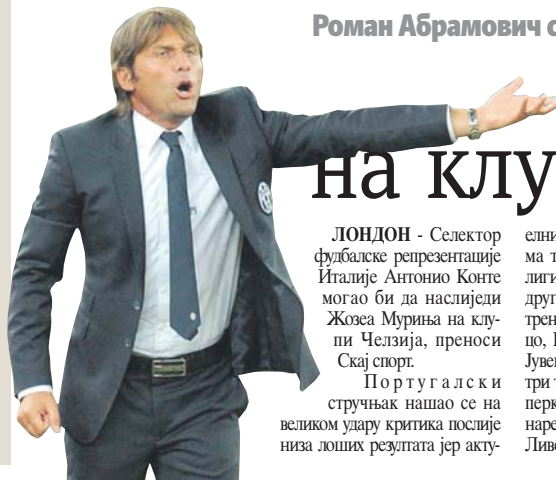 Роман Абрамович
на клу
ЛОНДОН - Селектор
фудбалске репрезентације
Италије Антонио Конте
могао би да наслиједи
Жозеа Муриња на клу-
пи Челзија, преноси
Скај спорт.
Португалски
стручњак нашао се на
великом удару критика послије
низа лоших резултата јер акту-
елни
ма т
лиги
друг
трен
цо,
Јуве
три
перк
наре
Ливе